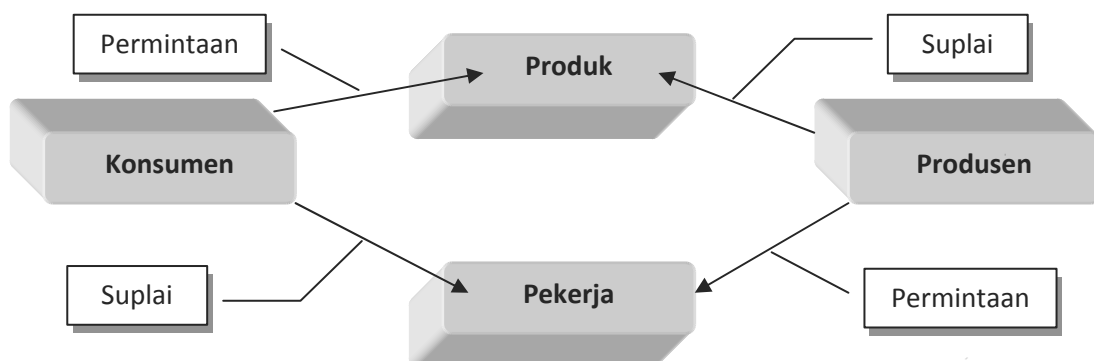 Permintaan
Produk
Suplai
Konsumen
Produsen
Suplai
Pekerja
Permintaan